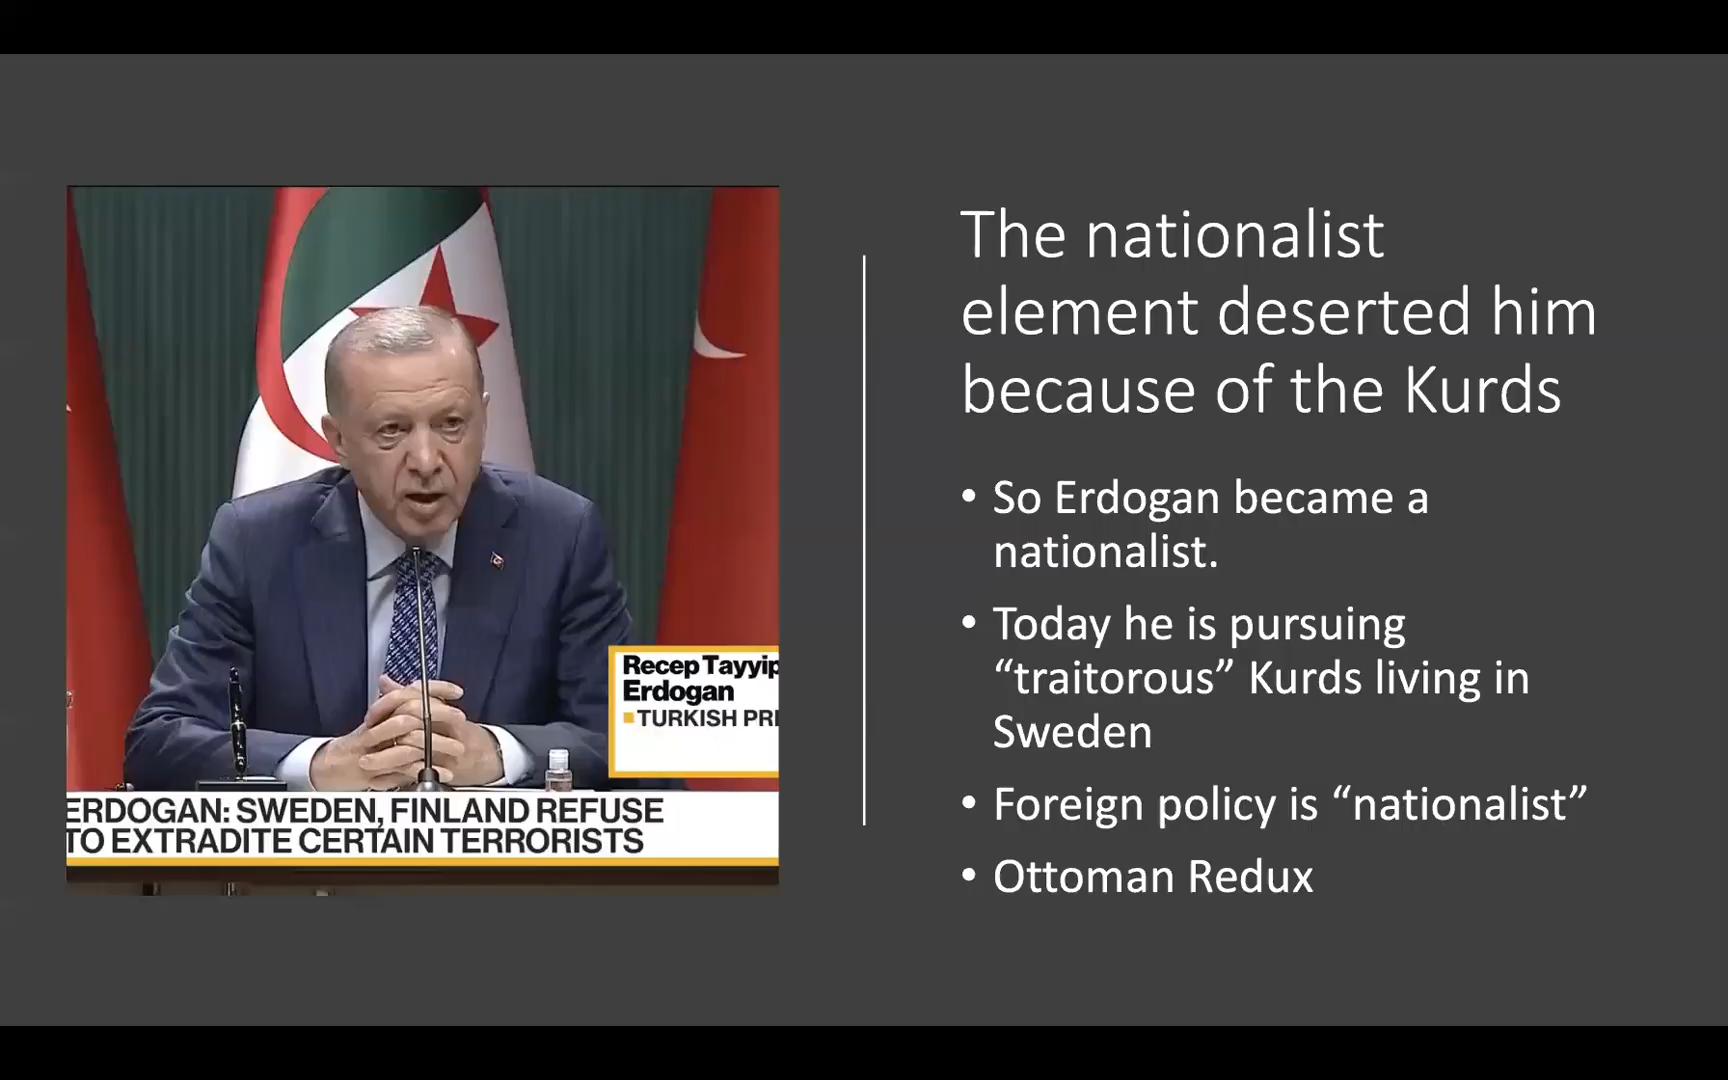 The nationalist
element deserted him
because of the Kurds
• So Erdogan became a
nationalist.
• Today he is pursuing
“traitorous” Kurds living in
Sweden
• Foreign policy is “nationalist”
• Ottoman Redux
Recep Tayyip
Erdogan
TURKISH PRE
ERDOGAN: SWEDEN, FINLAND REFUSE
TO EXTRADITE CERTAIN TERRORISTS